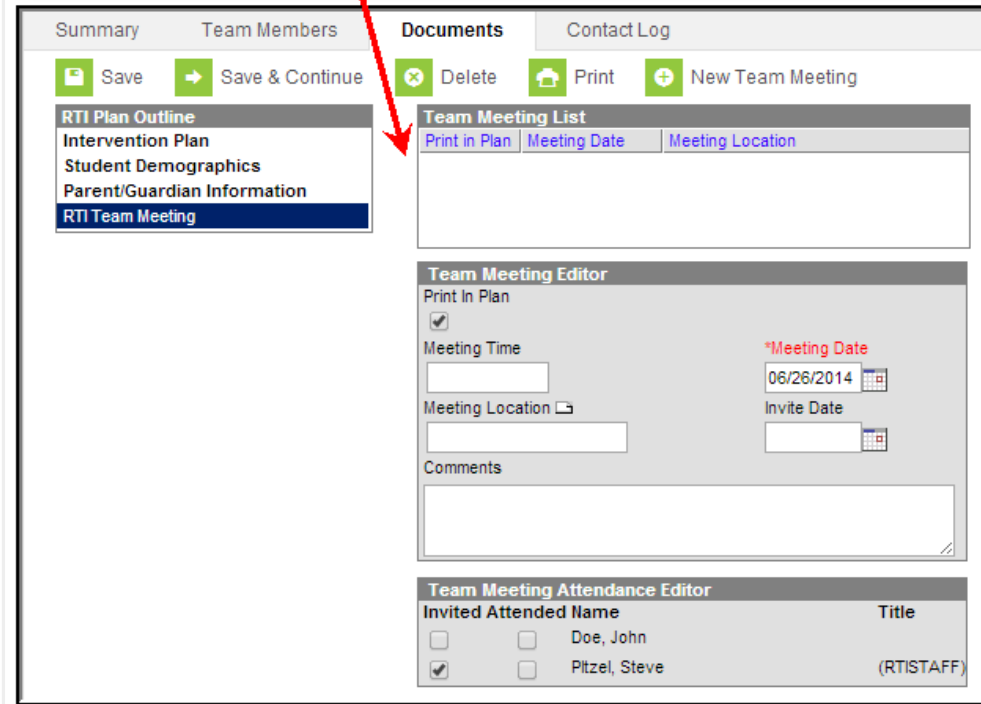 Summary Team Members Documents Contact Log
Save Save & Continue Delete Print New Team Meeting
RTI Plan Outline
Intervention Plan
Student Demographics
Parent/Guardian Information
RTI Team Meeting
Team Meeting List
Print in Plan Meeting Date Meeting Location
Team Meeting Editor
Print In Plan
Meeting Time *Meeting Date
06/26/2014
Meeting Location Invite Date
Comments
Team Meeting Attendance Editor
Invited Attended Name Title
Doe, John
PItzel, Steve (RTISTAFF)